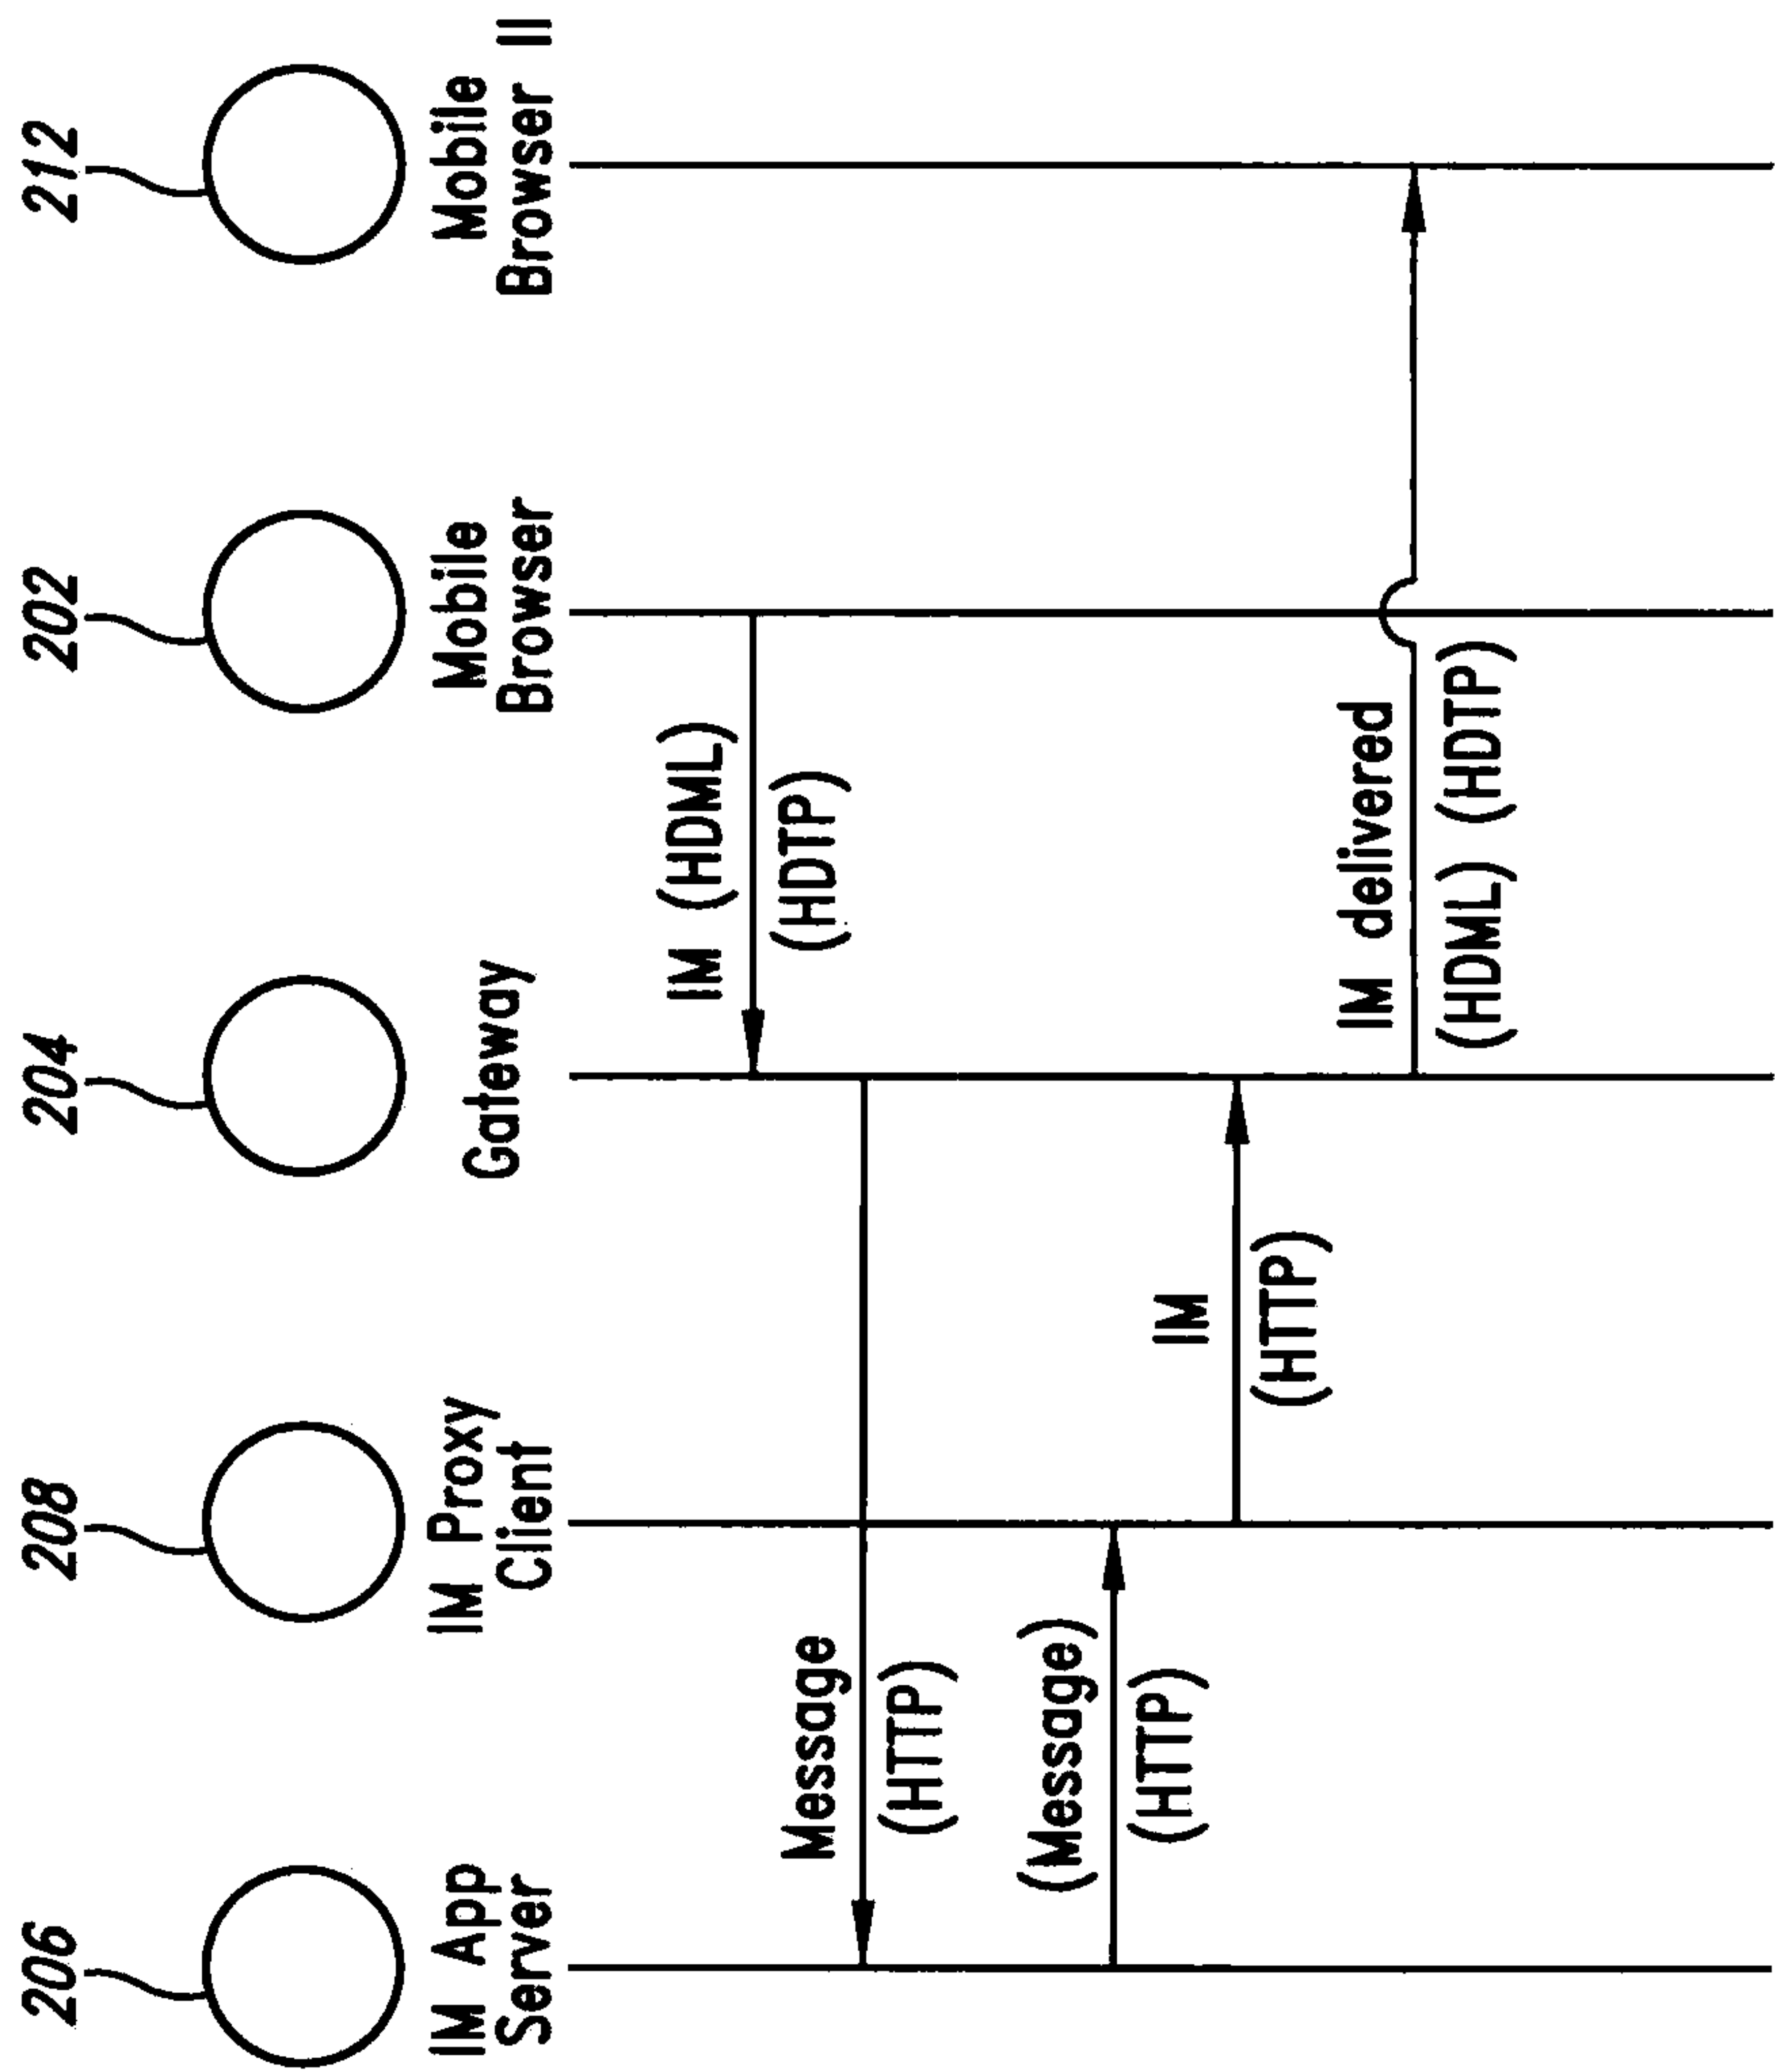 206
208
204
202
212
IM App
Server
IM Proxy
Client
Gateway
Mobile
Browser
Mobile
Browser II
IM (HDML)
(HDTP)
Message
(HTTP)
(Message)
(HTTP)
IM
(HTTP)
IM delivered
(HDML) (HDTP)